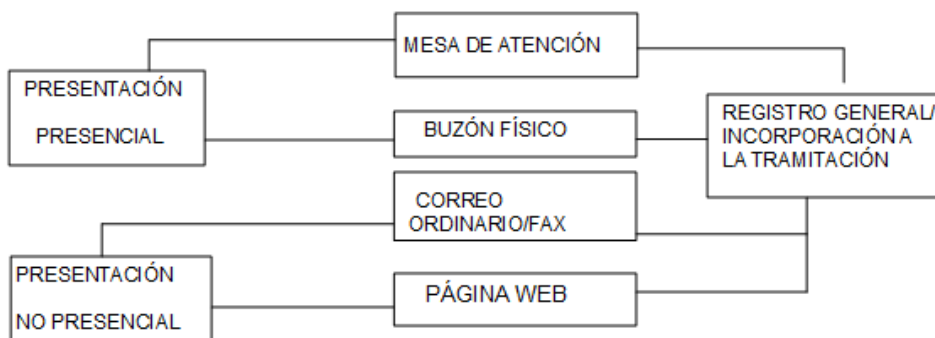 MESA DE ATENCIÓN
PRESENTACIÓN
PRESENCIAL
BUZÓN FÍSICO
REGISTRO GENERAL/
INCORPORACIÓN A
LA TRAMITACIÓN
CORREO
ORDINARIO/FAX
PRESENTACIÓN
NO PRESENCIAL
PÁGINA WEB